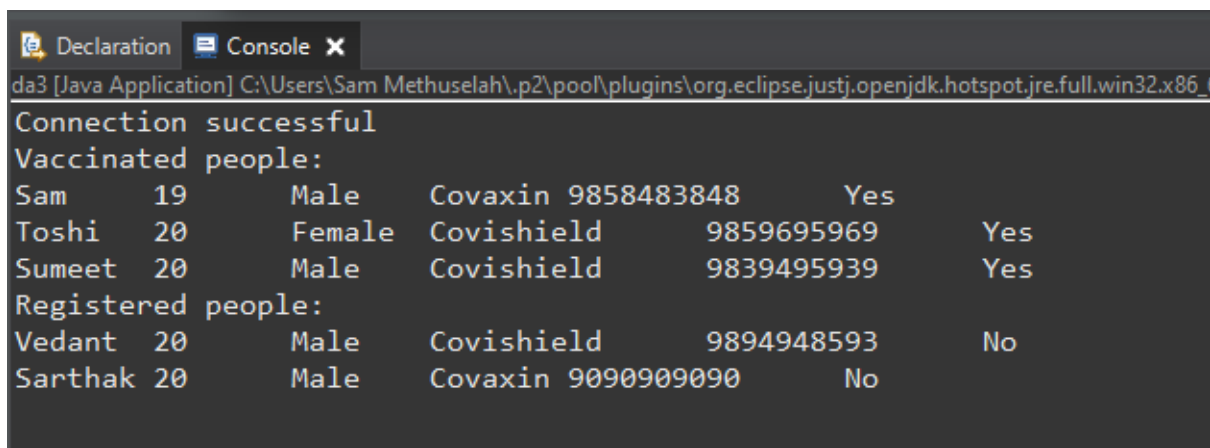 Declaration Console
da3 [Java Application] C:\Users\Sam Methuselah\.p2\pool\plugins\org.eclipse.justj.openjdk.hotspot.jre.full.win32.x86_
Connection successful
Vaccinated people:
Sam 19 Male Covaxin 9858483848 Yes
Toshi 20 Female Covishield 9859695969 Yes
Sumeet 20 Male Covishield 9839495939 Yes
Registered people:
Vedant 20 Male Covishield 9894948593 No
Sarthak 20 Male Covaxin 9090909090 No